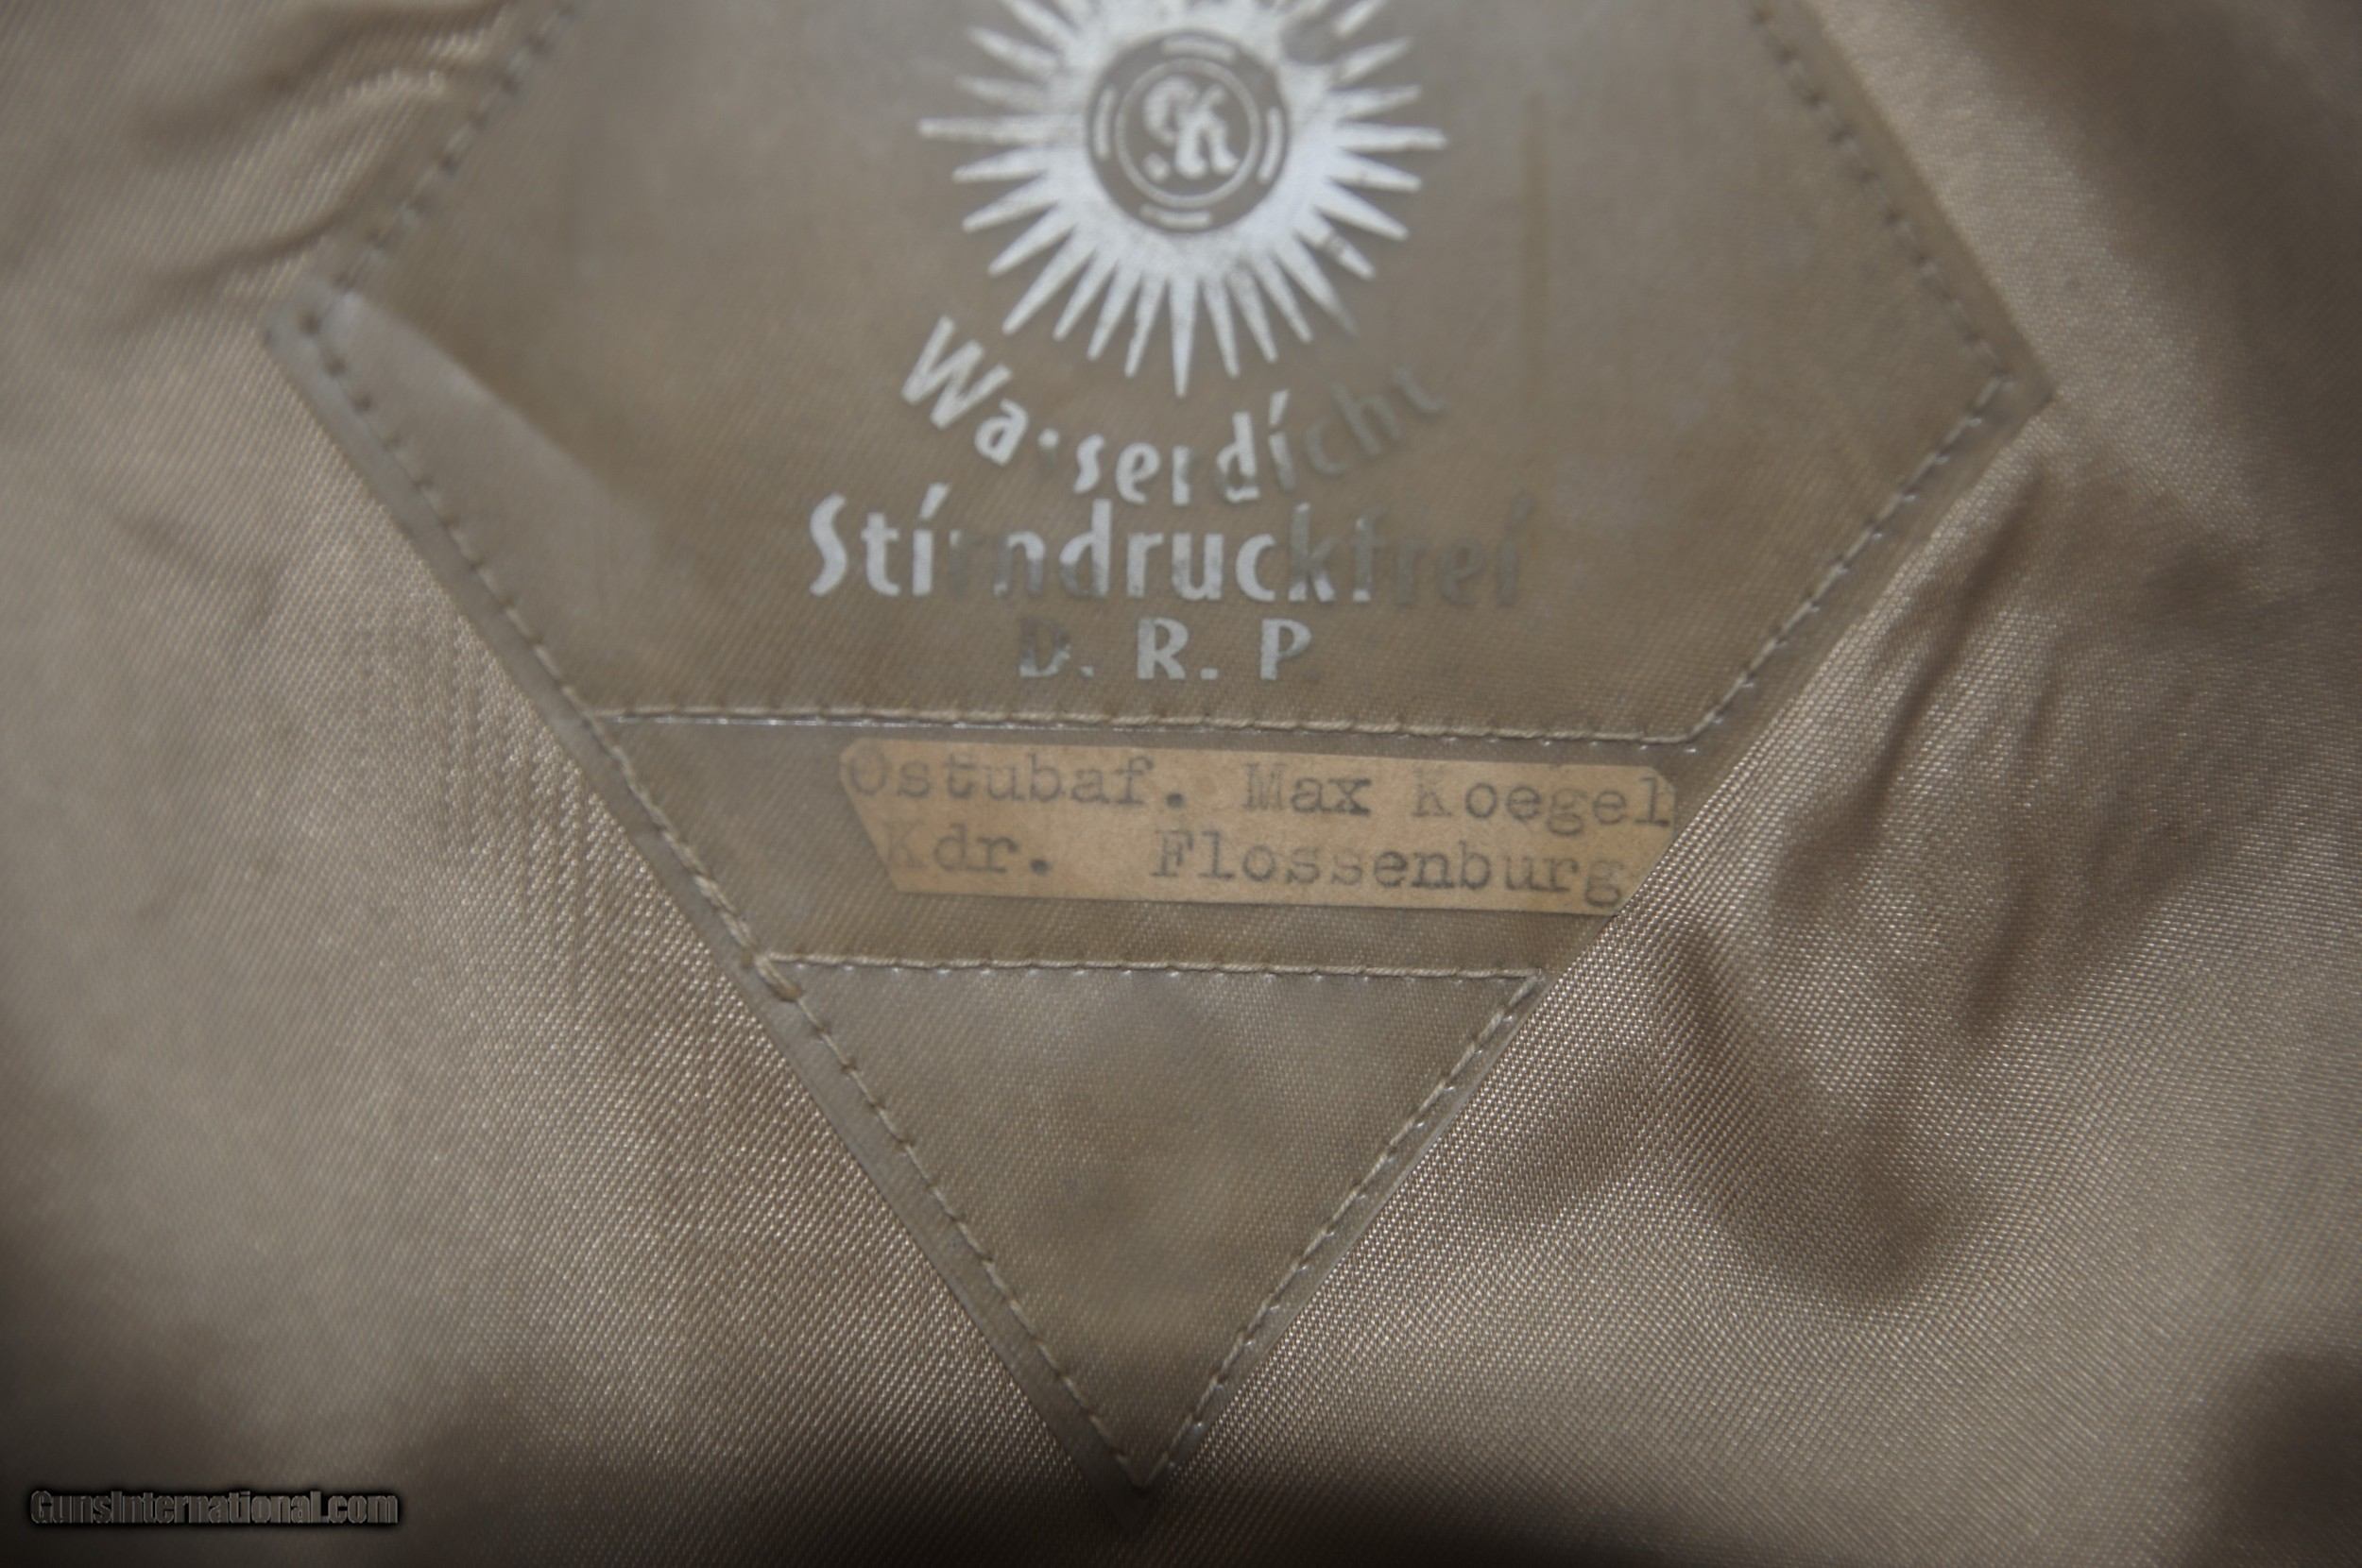 Wasserdicht
Stirndruckfrei
D. R. P.
Ostubaf. Max Koegel
Kdr. Flossenburg
GunsInternational.com